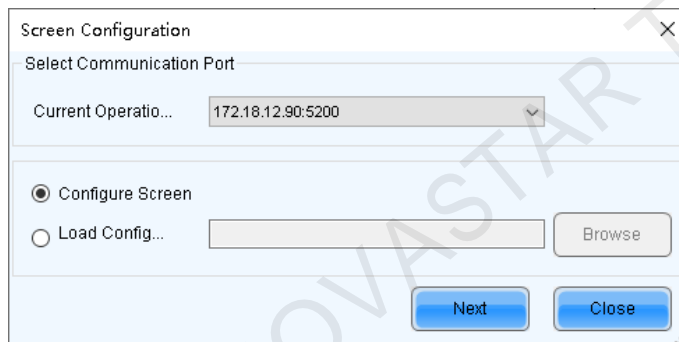 Screen Configuration
Select Communication Port
Current Operatio... 172.18.12.90:5200
Configure Screen
Load Config... Browse
Next Close
OVASTAR T